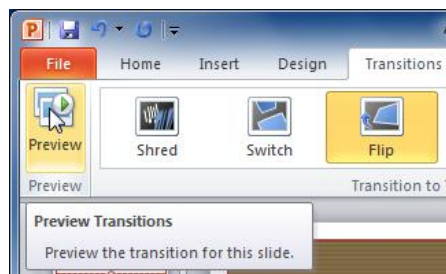 File Home Insert Design Transitions
Preview Shred Switch Flip
Preview Transition to
Preview Transitions
Preview the transition for this slide.